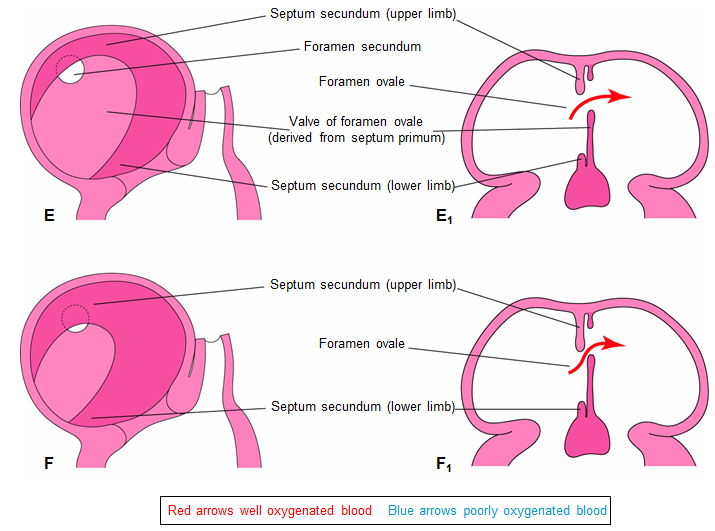 Septum secundum (upper limb)
Foramen secundum
Foramen ovale
Valve of foramen ovale
(derived from septum primum)
Septum secundum (lower limb)
E
E1
Septum secundum (upper limb)
Foramen ovale
Septum secundum (lower limb)
F
F1
Red arrows well oxygenated blood Blue arrows poorly oxygenated blood